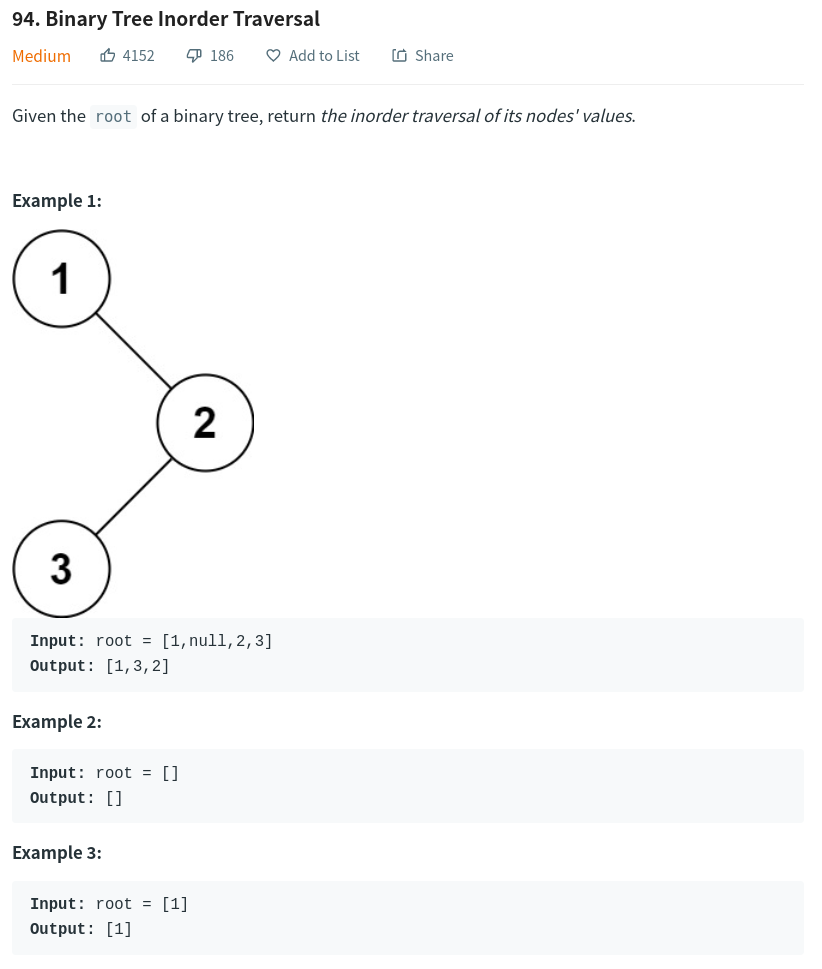 94. Binary Tree Inorder Traversal
Medium 4152 186 Add to List Share
Given the root of a binary tree, return the inorder traversal of its nodes' values.
Example 1:
1
2
3
Input: root = [1,null,2,3]
Output: [1,3,2]
Example 2:
Input: root = []
Output: []
Example 3:
Input: root = [1]
Output: [1]